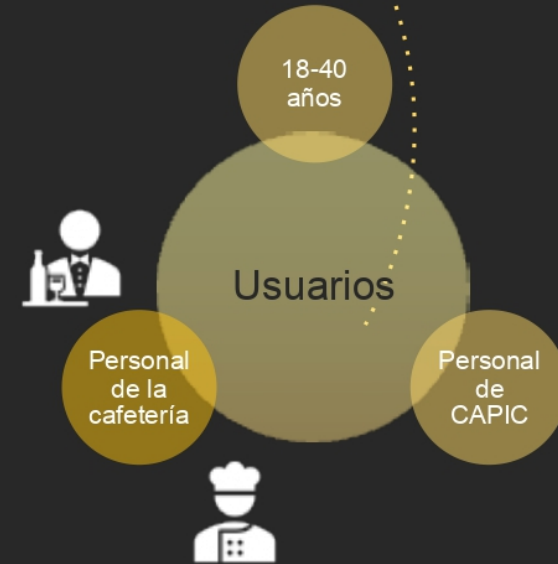 18-40
años
Usuarios
Personal
de la
cafetería
Personal
de
CAPIC